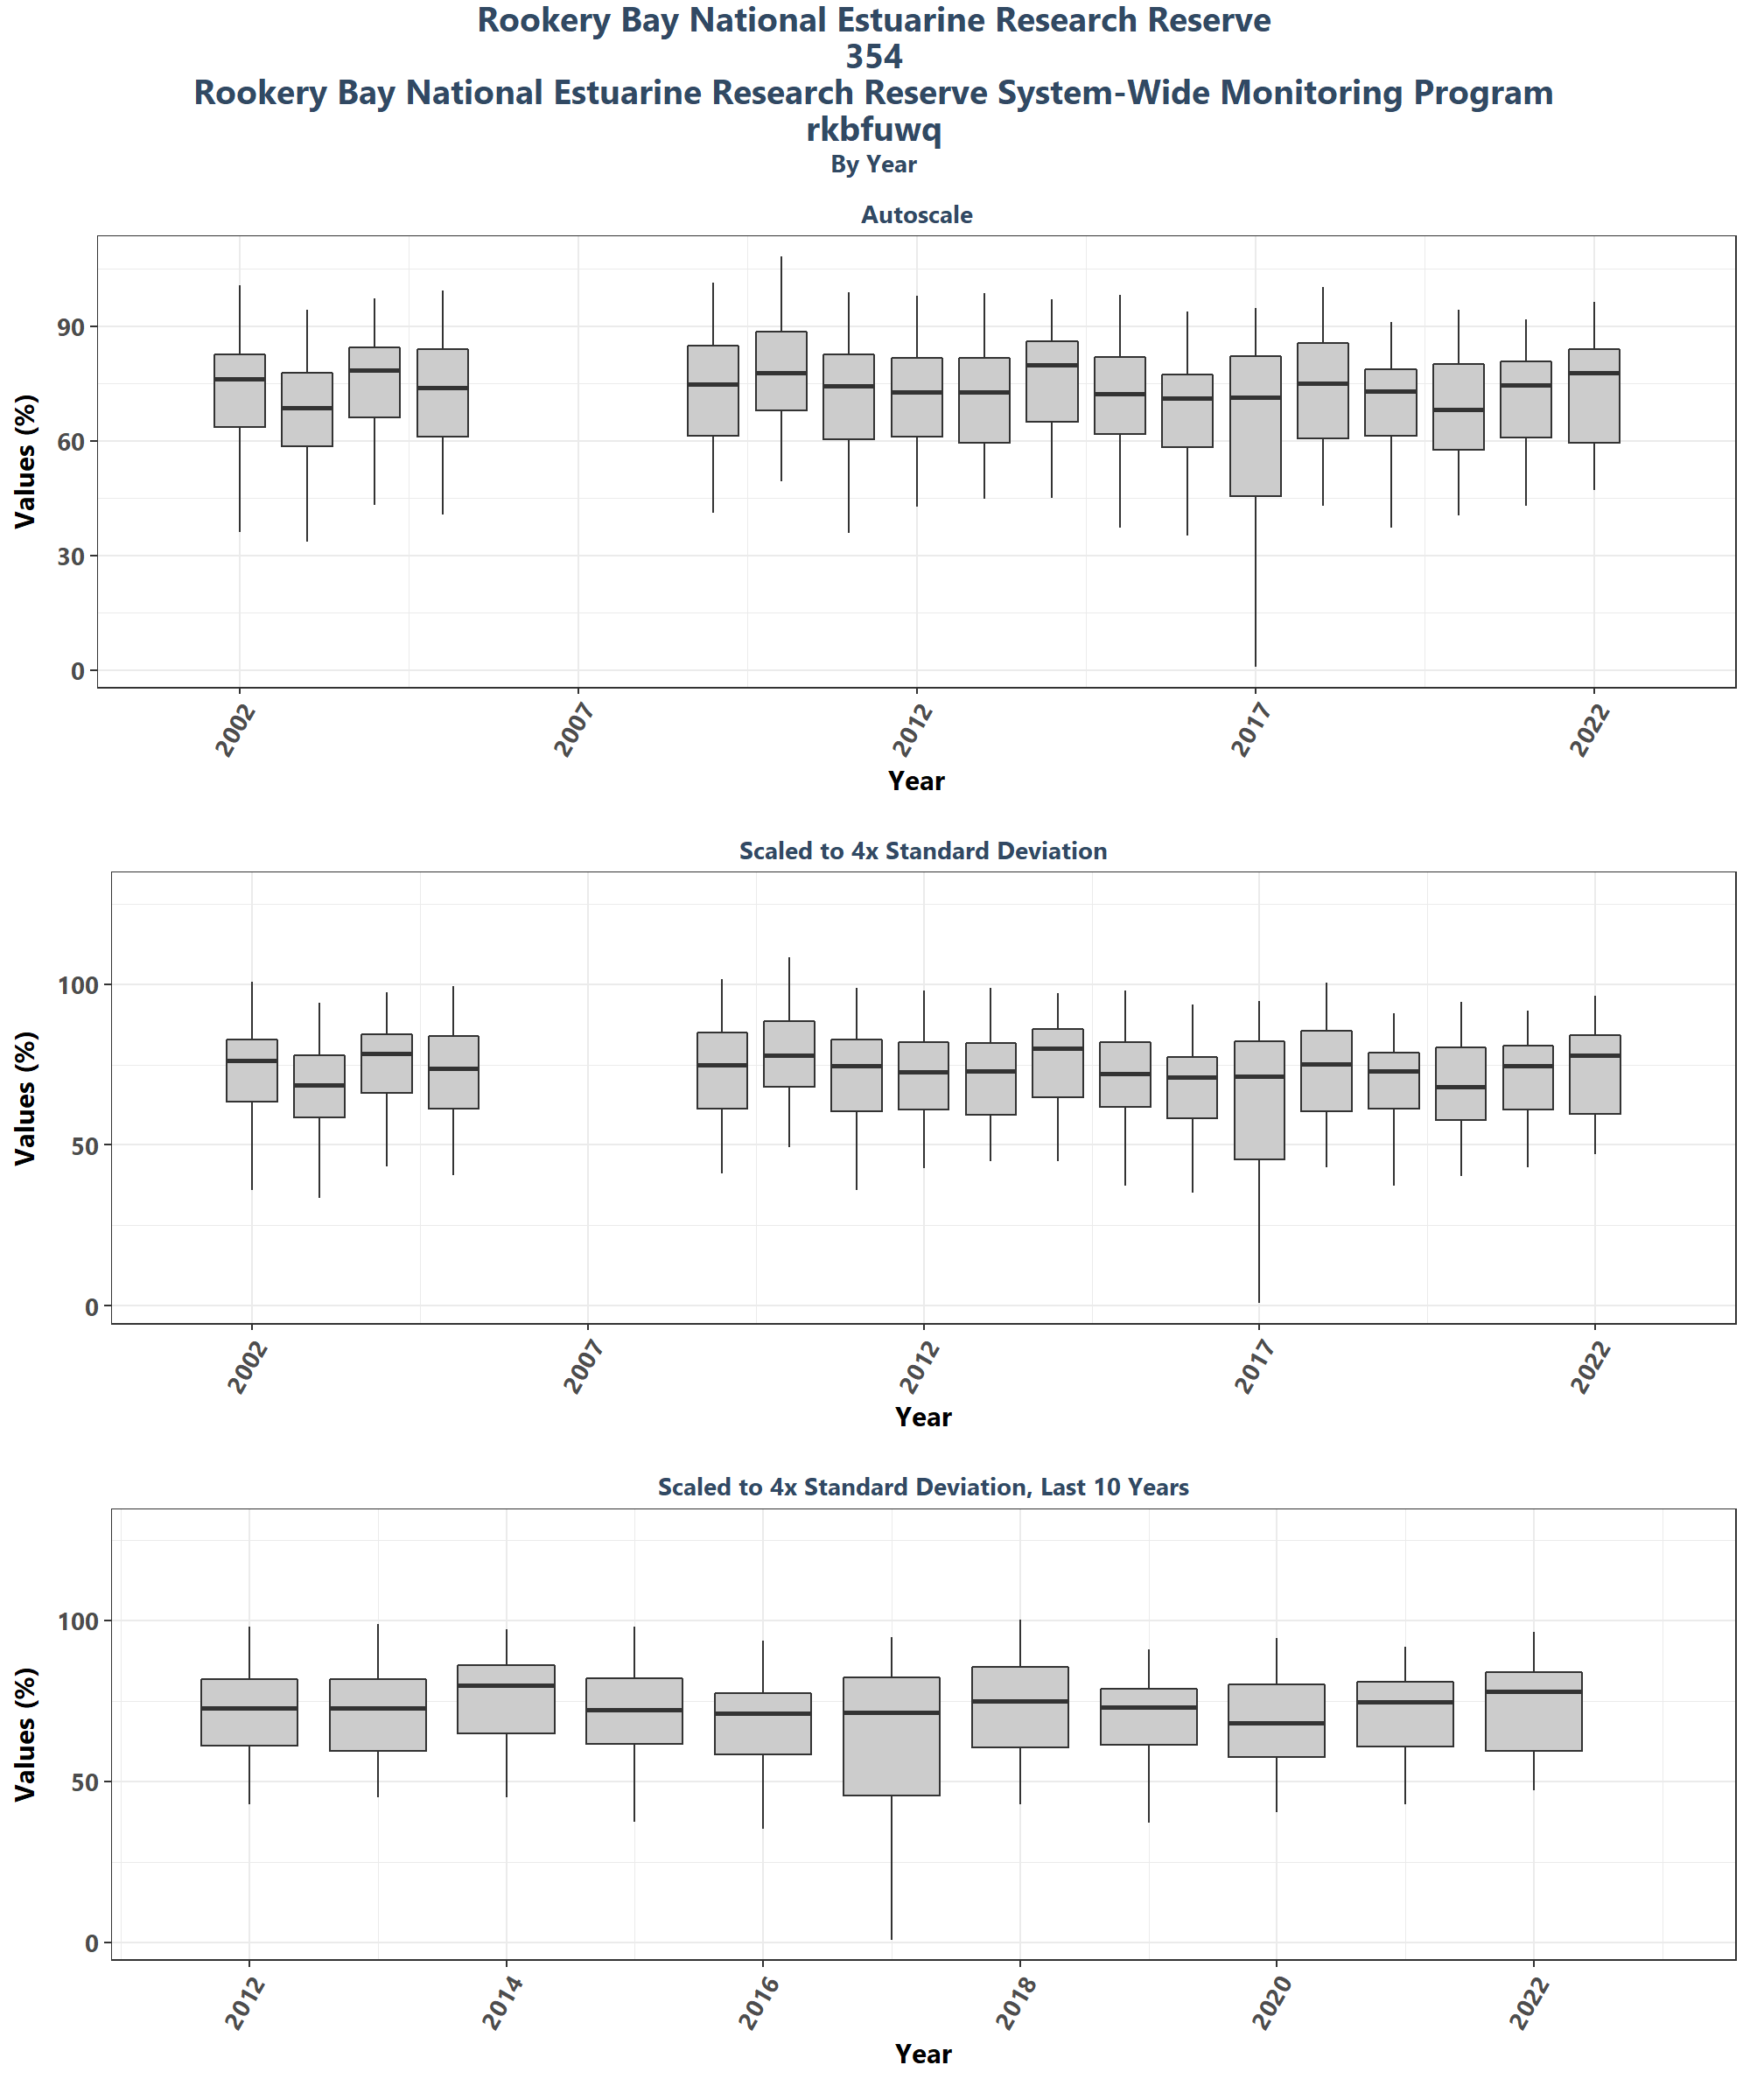 Rookery Bay National Estuarine Research Reserve
354
Rookery Bay National Estuarine Research Reserve System-Wide Monitoring Program
rkbfuwq
By Year
Autoscale
Values (%)
90
60
30
0
2002 2007 2012 2017 2022
Year
Scaled to 4x Standard Deviation
Values (%)
100
50
0
2002 2007 2012 2017 2022
Year
Scaled to 4x Standard Deviation, Last 10 Years
Values (%)
100
50
0
2012 2014 2016 2018 2020 2022
Year